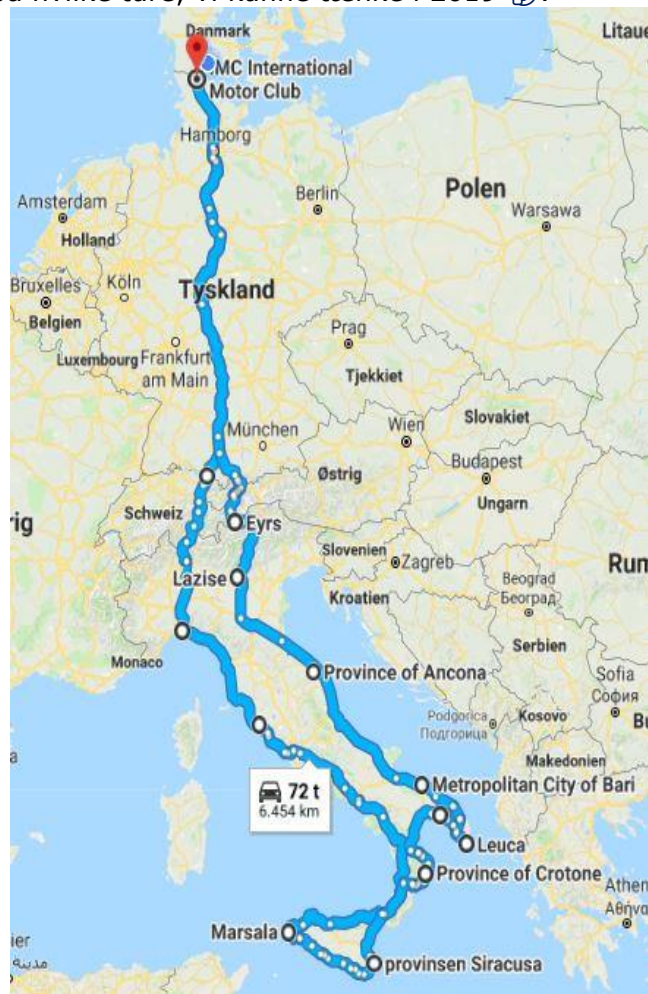 Danmark
Litaue
MC International
Motor Club
Hamborg
Amsterdam
Holland
Berlin
Polen
Warsawa
Bruxelles
Belgien
Köln
Tyskland
Luxembourg
Frankfurt
am Main
Prag
Tjekkiet
München
Wien
Slovakiet
Østrig
Budapest
Ungarn
Schweiz
Eyrs
rig
Slovenien
Zagreb
Rum
Lazise
Kroatien
Beograd
Београд
Serbien
Monaco
Province of Ancona
Sofia
София
Podgorica
Подгорица
Kosovo
Bu
Makedonien
72 t
6.454 km
Metropolitan City of Bari
Leuca
Province of Crotone
Athen
Αθήνα
Marsala
provinsen Siracusa
ier
مدينة
a